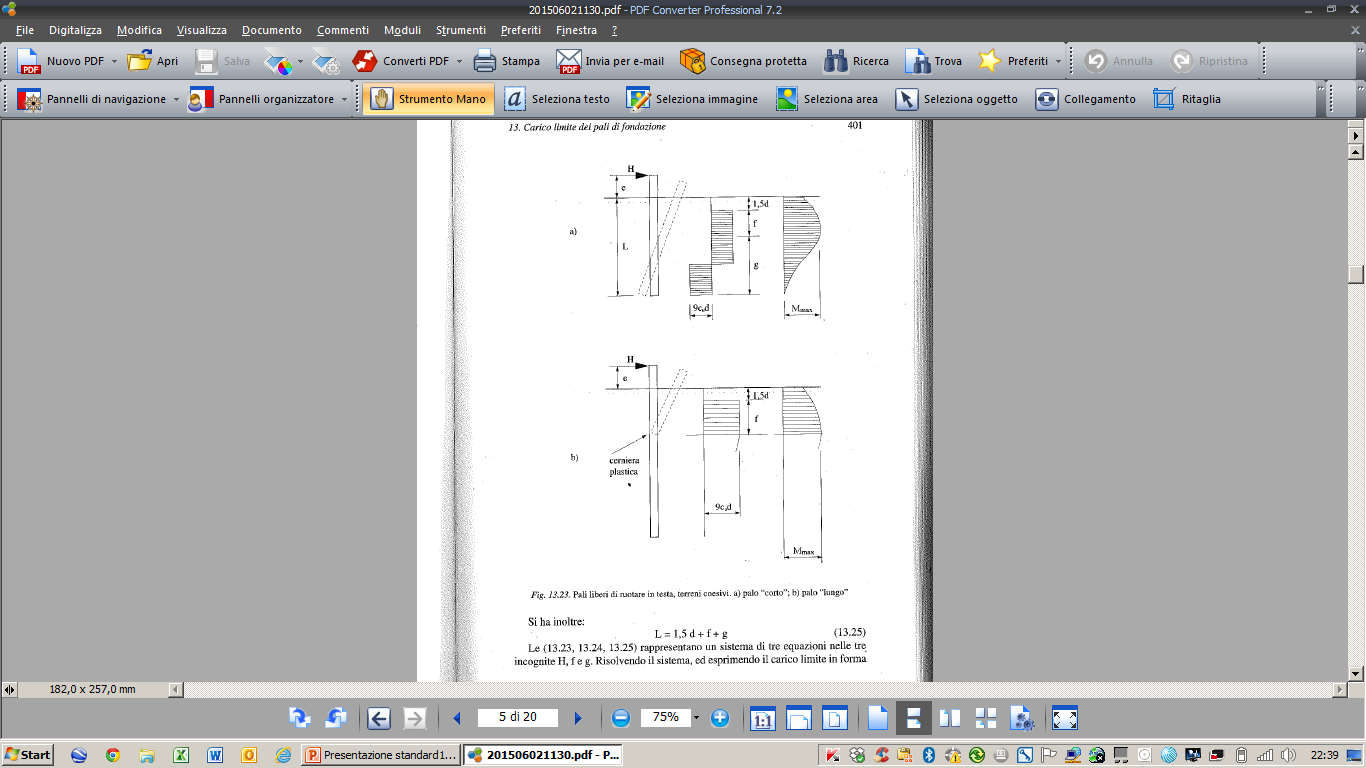 201506021130.pdf - PDF Converter Professional 7.2
File Digitalizza Modifica Visualizza Documento Commenti Moduli Strumenti Preferiti Finestra ?
Nuovo PDF Apri Salva Converti PDF Stampa Invia per e-mail Consegna protetta Ricerca Trova Preferiti Annulla Ripristina
Pannelli di navigazione Pannelli organizzatore Strumento Mano Seleziona testo Seleziona immagine Seleziona area Seleziona oggetto Collegamento Ritaglia
13. Carico limite dei pali di fondazione 401
H
e
1,5d
f
a)
L
g
9cᵤd
Mmax
H
e
1,5d
f
b)
cerniera
plastica
9cᵤd
Mmax
Fig. 13.23. Pali liberi di ruotare in testa, terreni coesivi. a) palo "corto"; b) palo "lungo"
Si ha inoltre:
L = 1,5 d + f + g (13.25)
Le (13.23, 13.24, 13.25) rappresentano un sistema di tre equazioni nelle tre
incognite H, f e g. Risolvendo il sistema, ed esprimendo il carico limite in forma
182,0 x 257,0 mm
5 di 20 75% 1:1
Start Presentazione standard1... 201506021130.pdf - P... 22:39